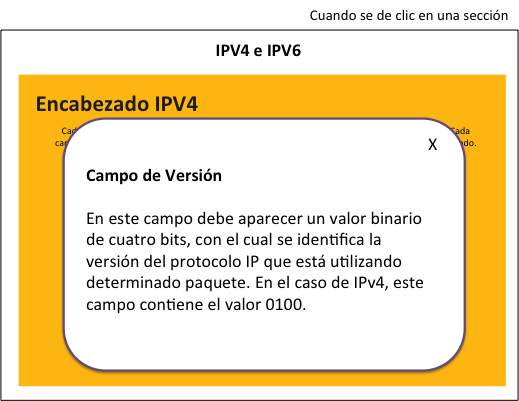 Cuando se de clic en una sección
IPV4 e IPV6
Encabezado IPV4
X
Campo de Versión
En este campo debe aparecer un valor binario
de cuatro bits, con el cual se identifica la
versión del protocolo IP que está utilizando
determinado paquete. En el caso de IPv4, este
campo contiene el valor 0100.